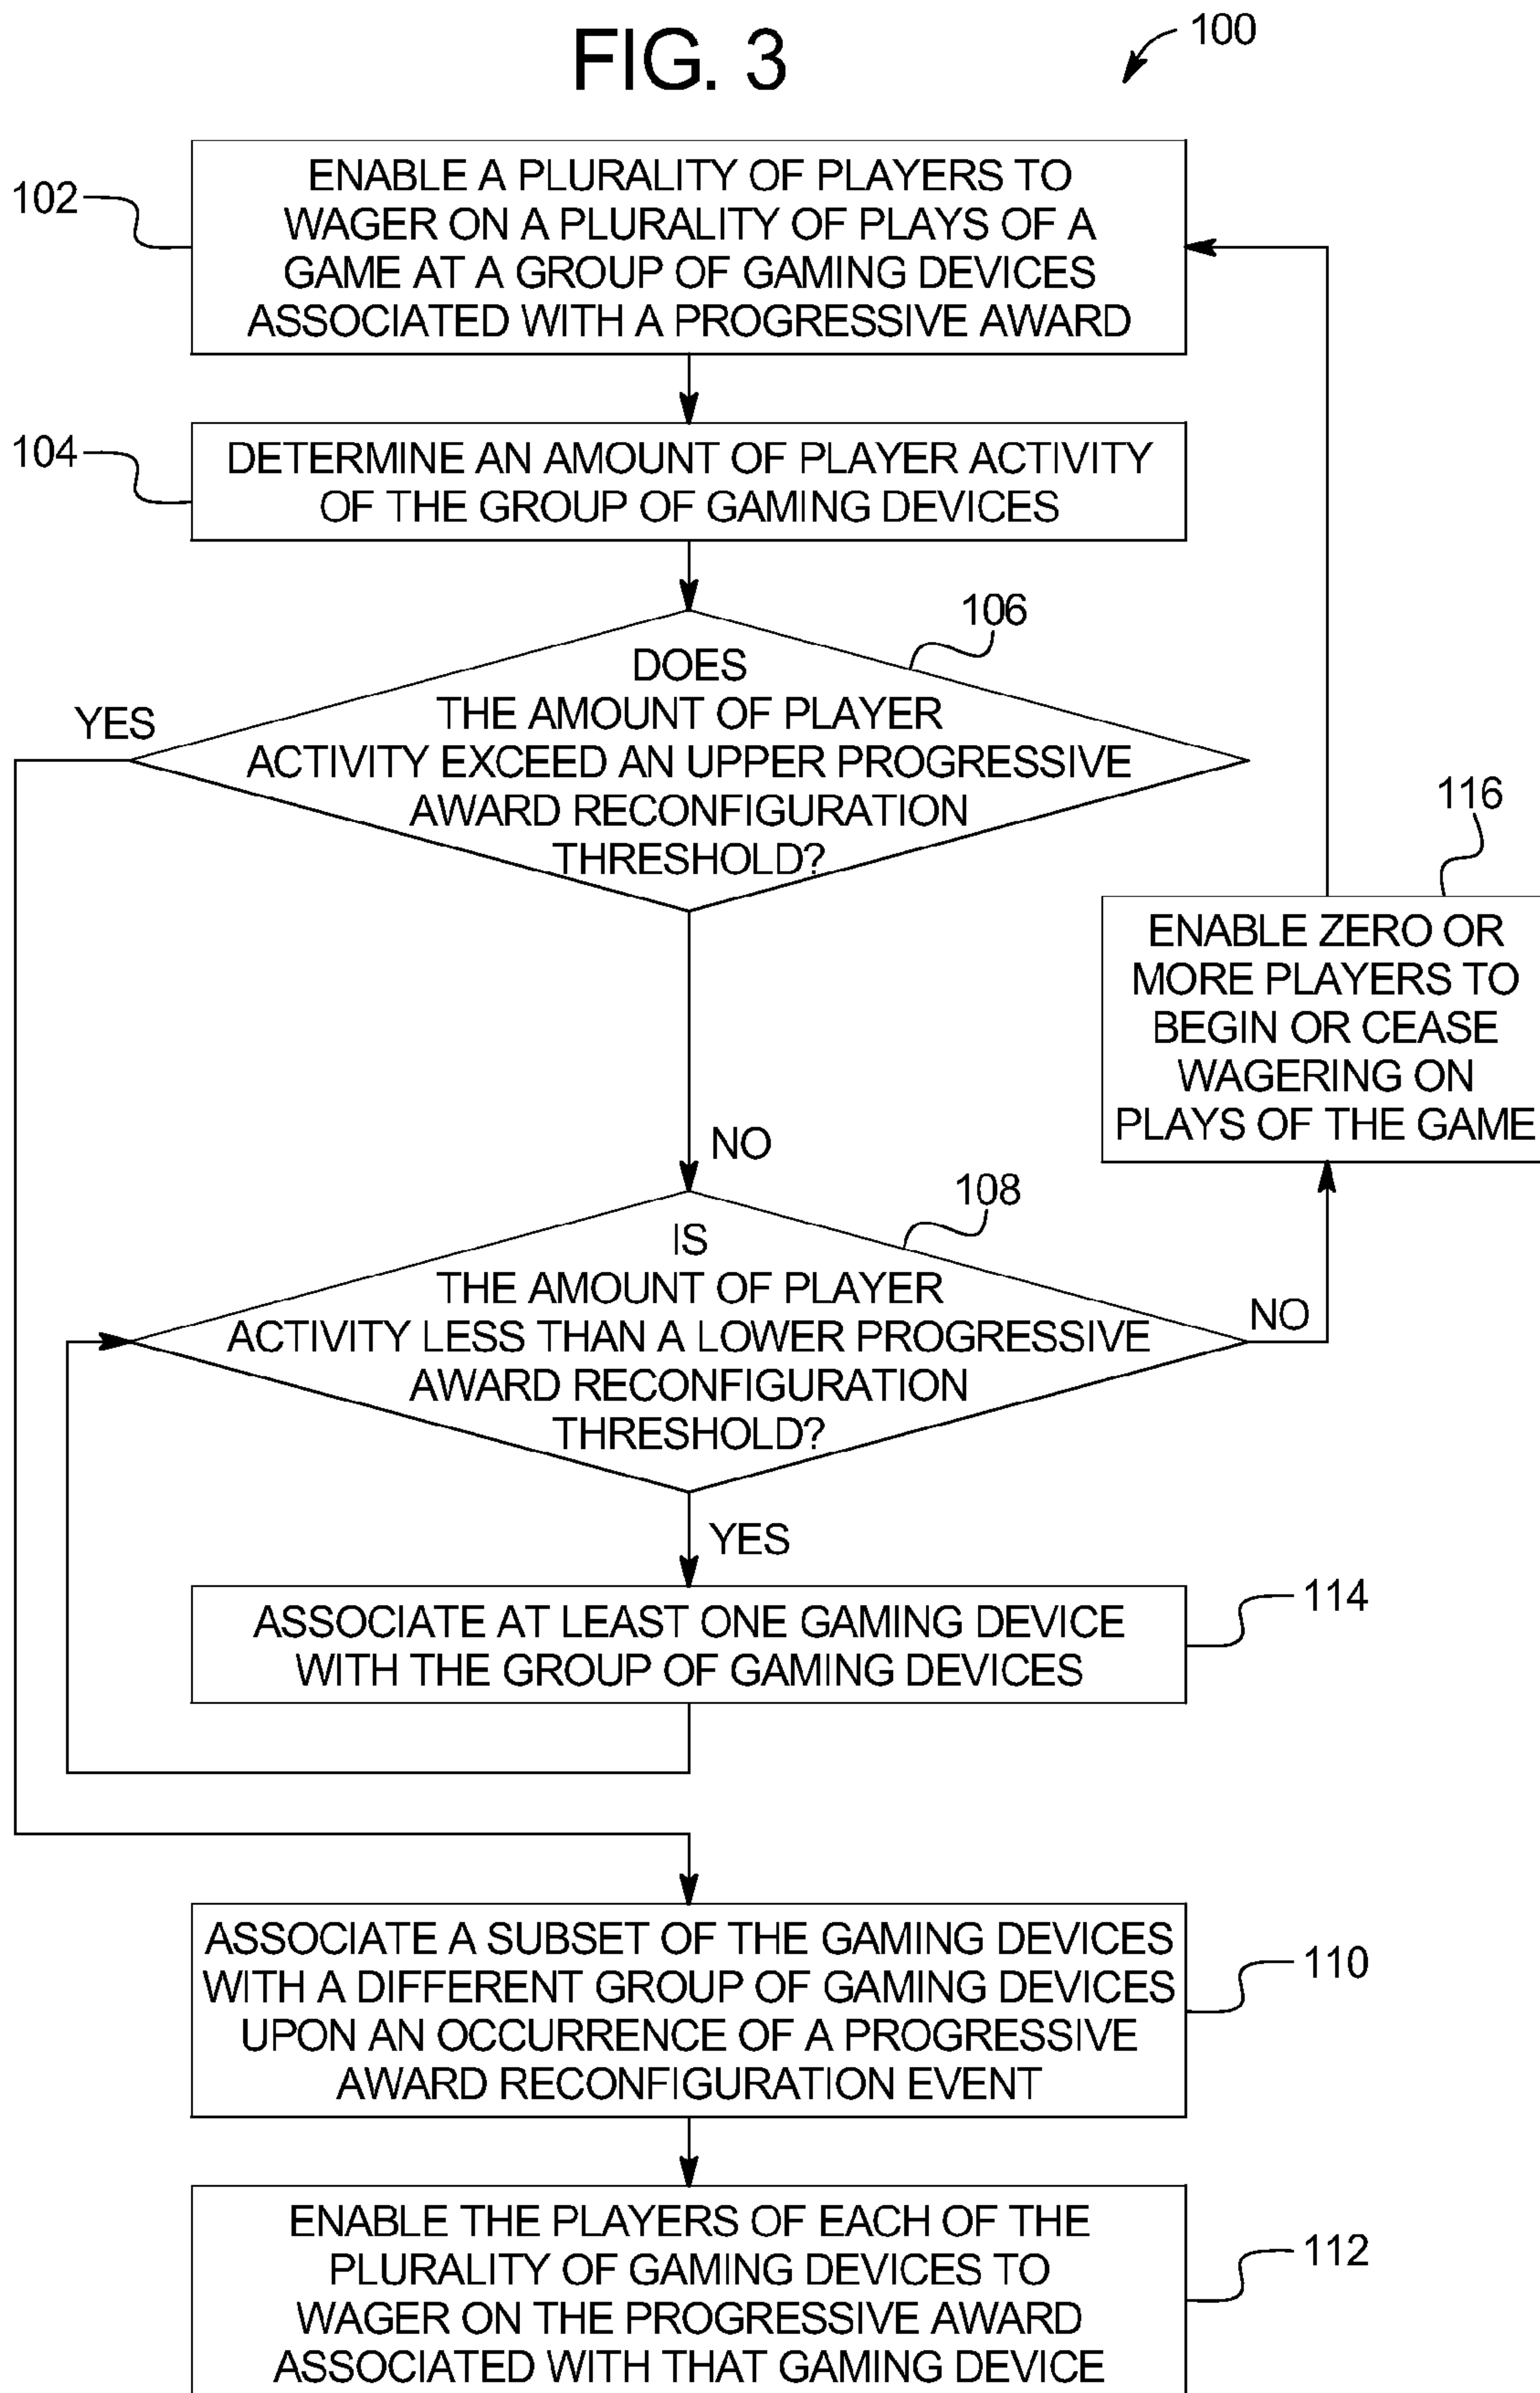 FIG. 3
100
102
ENABLE A PLURALITY OF PLAYERS TO
WAGER ON A PLURALITY OF PLAYS OF A
GAME AT A GROUP OF GAMING DEVICES
ASSOCIATED WITH A PROGRESSIVE AWARD
104
DETERMINE AN AMOUNT OF PLAYER ACTIVITY
OF THE GROUP OF GAMING DEVICES
106
DOES
THE AMOUNT OF PLAYER
ACTIVITY EXCEED AN UPPER PROGRESSIVE
AWARD RECONFIGURATION
THRESHOLD?
YES
NO
116
ENABLE ZERO OR
MORE PLAYERS TO
BEGIN OR CEASE
WAGERING ON
PLAYS OF THE GAME
108
IS
THE AMOUNT OF PLAYER
ACTIVITY LESS THAN A LOWER PROGRESSIVE
AWARD RECONFIGURATION
THRESHOLD?
NO
YES
ASSOCIATE AT LEAST ONE GAMING DEVICE
WITH THE GROUP OF GAMING DEVICES
114
ASSOCIATE A SUBSET OF THE GAMING DEVICES
WITH A DIFFERENT GROUP OF GAMING DEVICES
UPON AN OCCURRENCE OF A PROGRESSIVE
AWARD RECONFIGURATION EVENT
110
ENABLE THE PLAYERS OF EACH OF THE
PLURALITY OF GAMING DEVICES TO
WAGER ON THE PROGRESSIVE AWARD
ASSOCIATED WITH THAT GAMING DEVICE
112